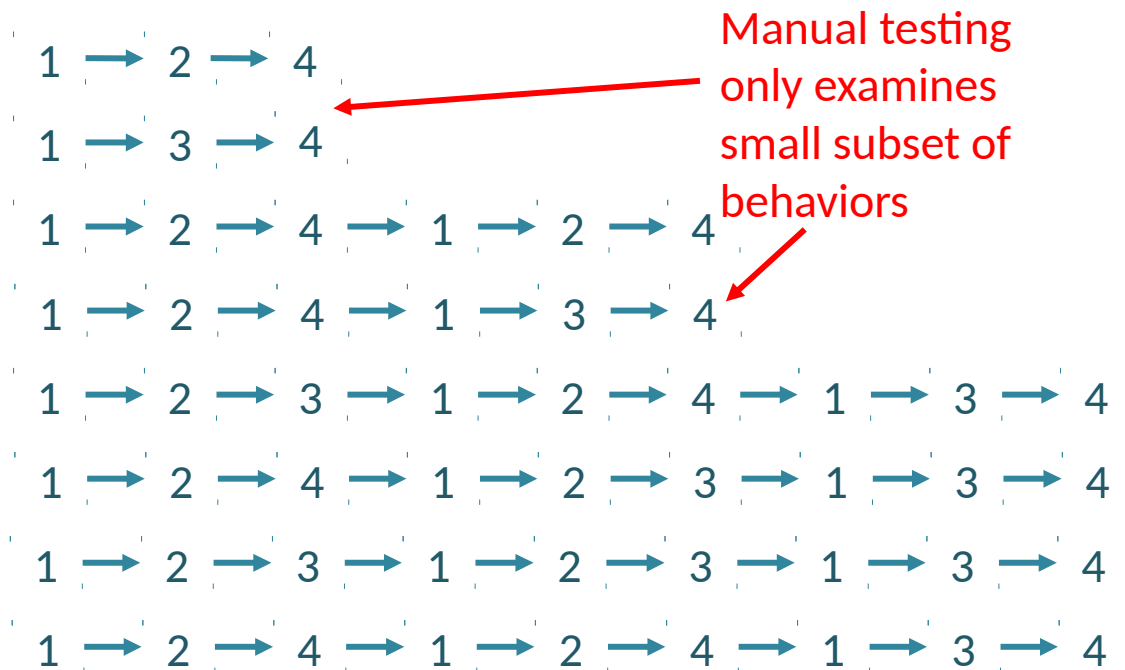 Manual testing
only examines
small subset of
behaviors
1 → 2 → 4
1 → 3 → 4
1 → 2 → 4 → 1 → 2 → 4
1 → 2 → 4 → 1 → 3 → 4
1 → 2 → 3 → 1 → 2 → 4 → 1 → 3 → 4
1 → 2 → 4 → 1 → 2 → 3 → 1 → 3 → 4
1 → 2 → 3 → 1 → 2 → 3 → 1 → 3 → 4
1 → 2 → 4 → 1 → 2 → 4 → 1 → 3 → 4